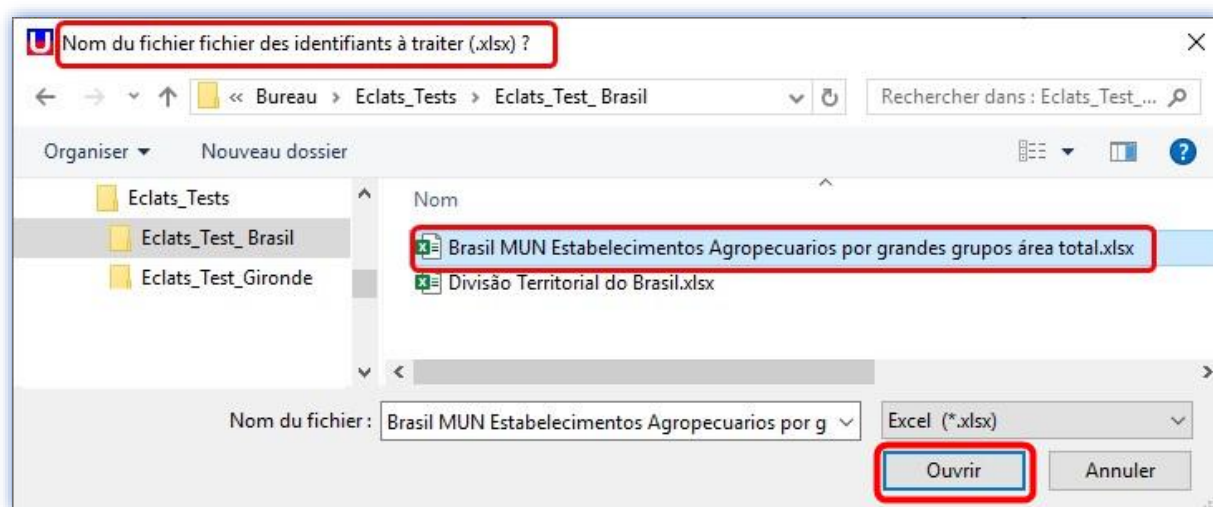 Nom du fichier fichier des identifiants à traiter (.xlsx) ?
« Bureau > Eclats_Tests > Eclats_Test_ Brasil
Rechercher dans : Eclats_Test_...
Organiser
Nouveau dossier
Eclats_Tests
Eclats_Test_ Brasil
Eclats_Test_Gironde
Nom
Brasil MUN Estabelecimentos Agropecuarios por grandes grupos área total.xlsx
Divisão Territorial do Brasil.xlsx
Nom du fichier : Brasil MUN Estabelecimentos Agropecuarios por g
Excel (*.xlsx)
Ouvrir
Annuler